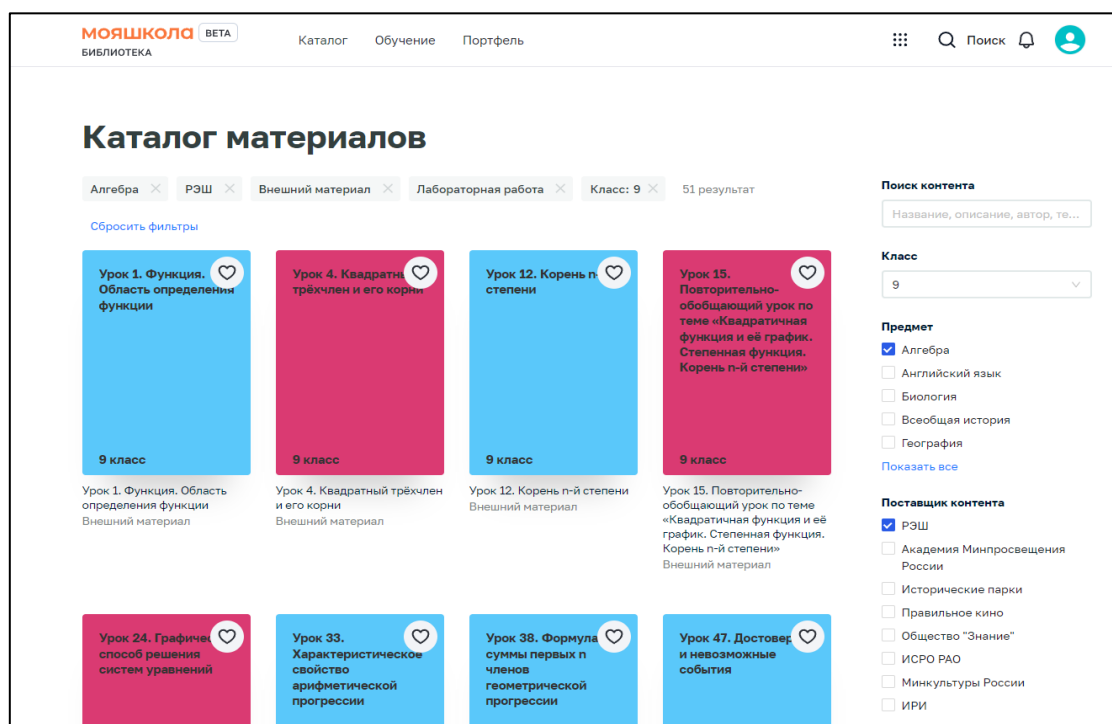 мояшкола BETA
БИБЛИОТЕКА
Каталог Обучение Портфель
Поиск
Каталог материалов
Алгебра РЭШ Внешний материал Лабораторная работа Класс: 9 51 результат
Сбросить фильтры
Урок 1. Функция.
Область определения
функции
9 класс
Урок 1. Функция. Область
определения функции
Внешний материал
Урок 4. Квадратны
трёхчлен и его корни
9 класс
Урок 4. Квадратный трёхчлен
и его корни
Внешний материал
Урок 12. Корень n-
степени
9 класс
Урок 12. Корень n-й степени
Внешний материал
Урок 15.
Повторительно-
обобщающий урок по
теме «Квадратичная
функция и её график.
Степенная функция.
Корень n-й степени»
9 класс
Урок 15. Повторительно-
обобщающий урок по теме
«Квадратичная функция и её
график. Степенная функция.
Корень n-й степени»
Внешний материал
Урок 24. Графичес
способ решения
систем уравнений
Урок 33.
Характеристическое
свойство
арифметической
прогрессии
Урок 38. Формула
суммы первых n
членов
геометрической
прогрессии
Урок 47. Достовер
и невозможные
события
Поиск контента
Название, описание, автор, те...
Класс
9
Предмет
Алгебра
Английский язык
Биология
Всеобщая история
География
Показать все
Поставщик контента
РЭШ
Академия Минпросвещения
России
Исторические парки
Правильное кино
Общество "Знание"
ИСРО РАО
Минкультуры России
ИРИ